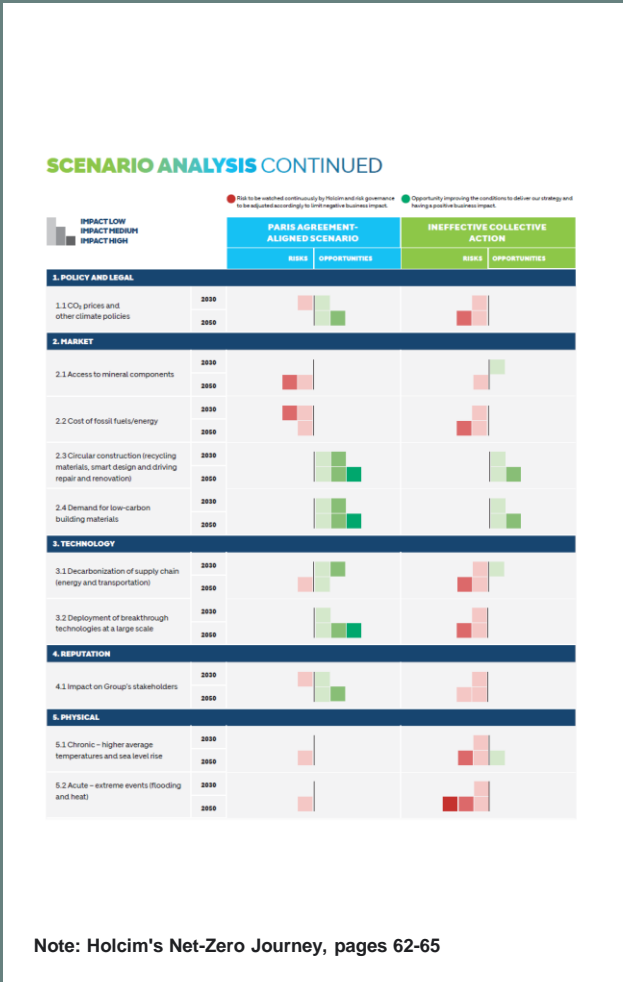 SCENARIO ANALYSIS CONTINUED
Risk to be watched continuously by Holcim and risk governance
to be adjusted accordingly to limit negative business impact.
Opportunity improving the conditions to deliver our strategy and
having a positive business impact.
IMPACT LOW
IMPACT MEDIUM
IMPACT HIGH
PARIS AGREEMENT-
ALIGNED SCENARIO
INEFFECTIVE COLLECTIVE
ACTION
RISKS OPPORTUNITIES RISKS OPPORTUNITIES
1. POLICY AND LEGAL
1.1 CO₂ prices and
other climate policies
2030
2050
2. MARKET
2.1 Access to mineral components
2030
2050
2.2 Cost of fossil fuels/energy
2030
2050
2.3 Circular construction (recycling
materials, smart design and driving
repair and renovation)
2030
2050
2.4 Demand for low-carbon
building materials
2030
2050
3. TECHNOLOGY
3.1 Decarbonization of supply chain
(energy and transportation)
2030
2050
3.2 Deployment of breakthrough
technologies at a large scale
2030
2050
4. REPUTATION
4.1 Impact on Group's stakeholders
2030
2050
5. PHYSICAL
5.1 Chronic – higher average
temperatures and sea level rise
2030
2050
5.2 Acute – extreme events (flooding
and heat)
2030
2050
Note: Holcim's Net-Zero Journey, pages 62-65